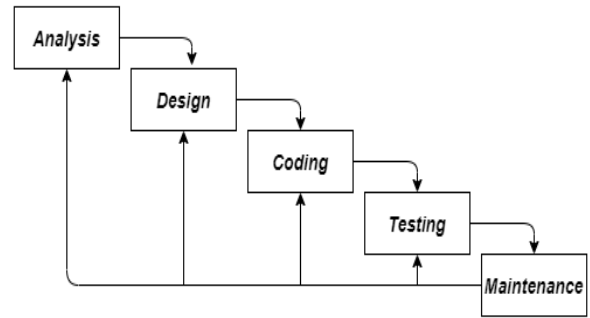 Analysis
Design
Coding
Testing
Maintenance